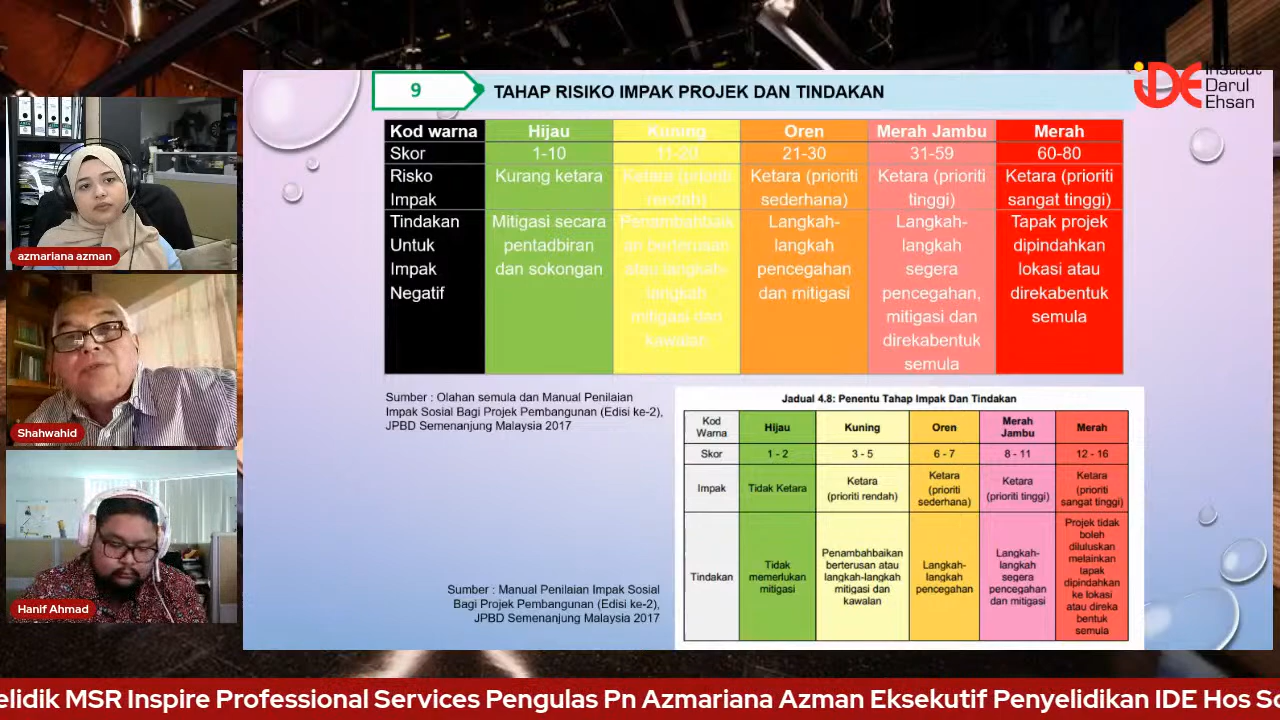 9
TAHAP RISIKO IMPAK PROJEK DAN TINDAKAN
Institut
Darul
Ehsan
iDE
Kod warna Hijau Kuning Oren Merah Jambu Merah
Skor 1-10 11-20 21-30 31-59 60-80
Risko Kurang ketara Ketara (prioriti Ketara (prioriti Ketara (prioriti Ketara (prioriti
Impak rendah) sederhana) tinggi) sangat tinggi)
Tindakan Mitigasi secara Penambahbaik Langkah- Langkah- Tapak projek
Untuk pentadbiran an berterusan langkah langkah dipindahkan
Impak dan sokongan atau langkah- pencegahan segera lokasi atau
Negatif langkah dan mitigasi pencegahan, direkabentuk
mitigasi dan mitigasi dan semula
kawalan direkabentuk
semula
Sumber : Olahan semula dan Manual Penilaian
Impak Sosial Bagi Projek Pembangunan (Edisi ke-2),
JPBD Semenanjung Malaysia 2017
Jadual 4.8: Penentu Tahap Impak Dan Tindakan
Kod
Warna
Hijau
Kuning
Oren
Merah
Jambu
Merah
Skor 1 - 2 3 - 5 6 - 7 8 - 11 12 - 16
Impak
Tidak Ketara
Ketara
(prioriti rendah)
Ketara
(prioriti
sederhana)
Ketara
(prioriti tinggi)
Ketara
(prioriti
sangat tinggi)
Tindakan
Tidak
memerlukan
mitigasi
Penambahbaikan
berterusan atau
langkah-langkah
mitigasi dan
kawalan
Langkah-
langkah
pencegahan
Langkah-
langkah
segera
pencegahan
dan mitigasi
Projek tidak
boleh
diluluskan
melainkan
tapak
dipindahkan
ke lokasi
atau direka
bentuk
semula
Sumber : Manual Penilaian Impak Sosial
Bagi Projek Pembangunan (Edisi ke-2),
JPBD Semenanjung Malaysia 2017
azmariana azman
Shahwahid
Hanif Ahmad
elidik MSR Inspire Professional Services Pengulas Pn Azmariana Azman Eksekutif Penyelidikan IDE Hos